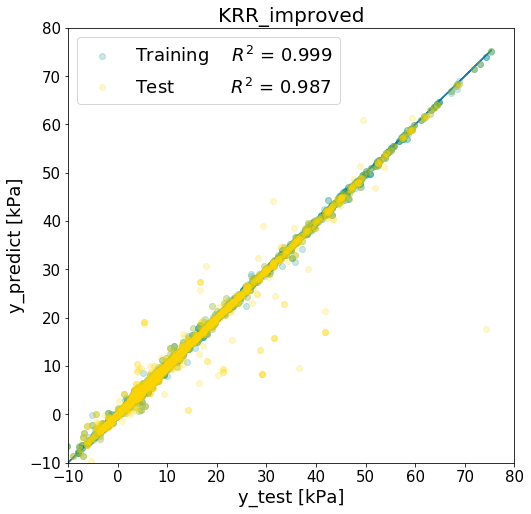 KRR_improved
Training R² = 0.999
Test R² = 0.987
y_predict [kPa]
80
70
60
50
40
30
20
10
0
−10
−10 0 10 20 30 40 50 60 70 80
y_test [kPa]